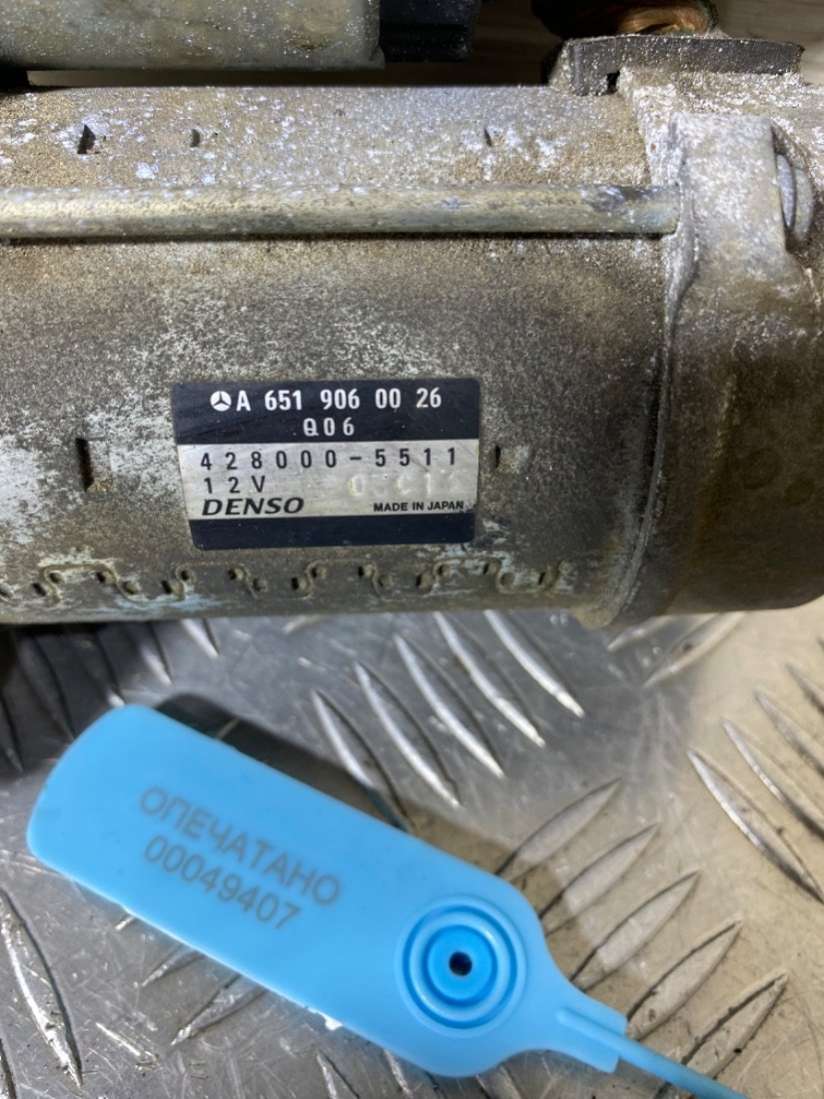 A 651 906 00 26
Q06
428000-5511
12V
DENSO MADE IN JAPAN
ОПЕЧАТАНО
00049407